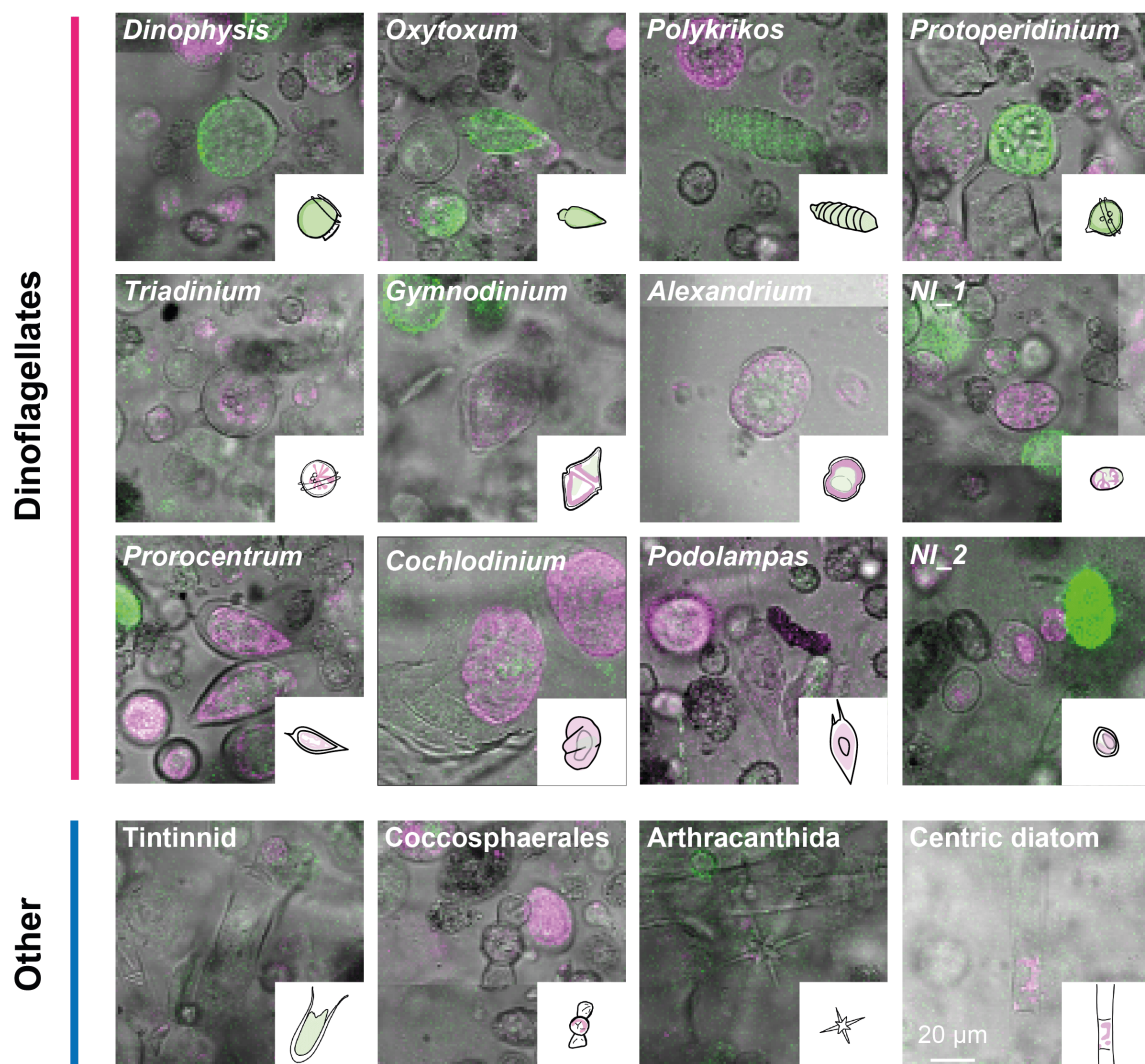 Dinoflagellates
Dinophysis
Oxytoxum
Polykrikos
Protoperidinium
Triadinium
Gymnodinium
Alexandrium
NI_1
Prorocentrum
Cochlodinium
Podolampas
NI_2
Other
Tintinnid
Coccosphaerales
Arthracanthida
Centric diatom
20 µm